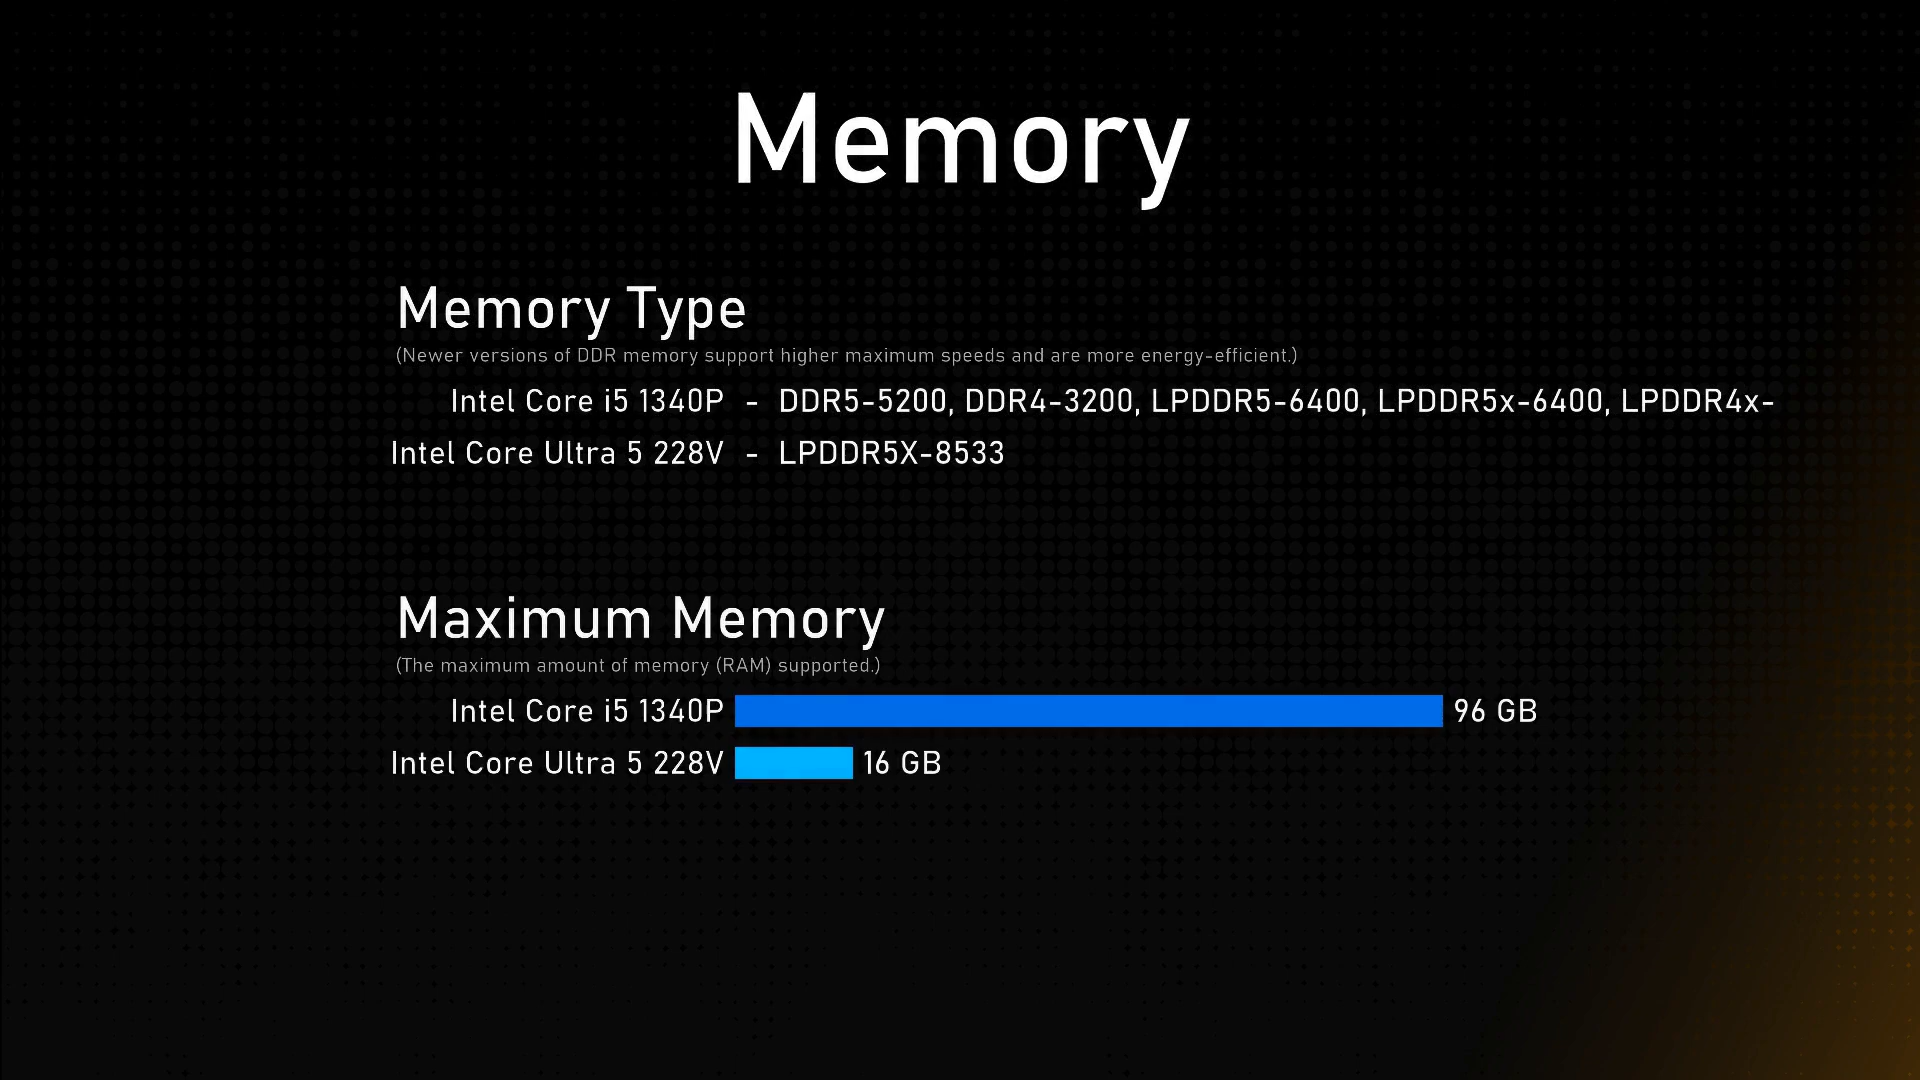 Memory
Memory Type
(Newer versions of DDR memory support higher maximum speeds and are more energy-efficient.)
Intel Core i5 1340P - DDR5-5200, DDR4-3200, LPDDR5-6400, LPDDR5x-6400, LPDDR4x-
Intel Core Ultra 5 228V - LPDDR5X-8533
Maximum Memory
(The maximum amount of memory (RAM) supported.)
Intel Core i5 1340P 96 GB
Intel Core Ultra 5 228V 16 GB